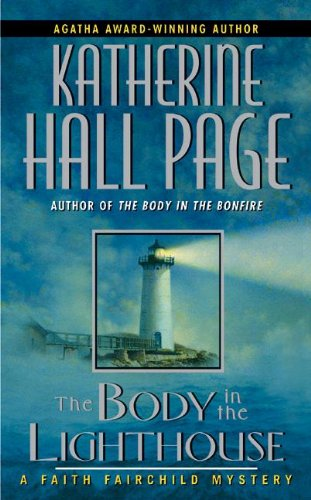 AGATHA AWARD-WINNING AUTHOR
KATHERINE
HALL PAGE
AUTHOR OF THE BODY IN THE BONFIRE
The BODY in the
LIGHTHOUSE
A FAITH FAIRCHILD MYSTERY